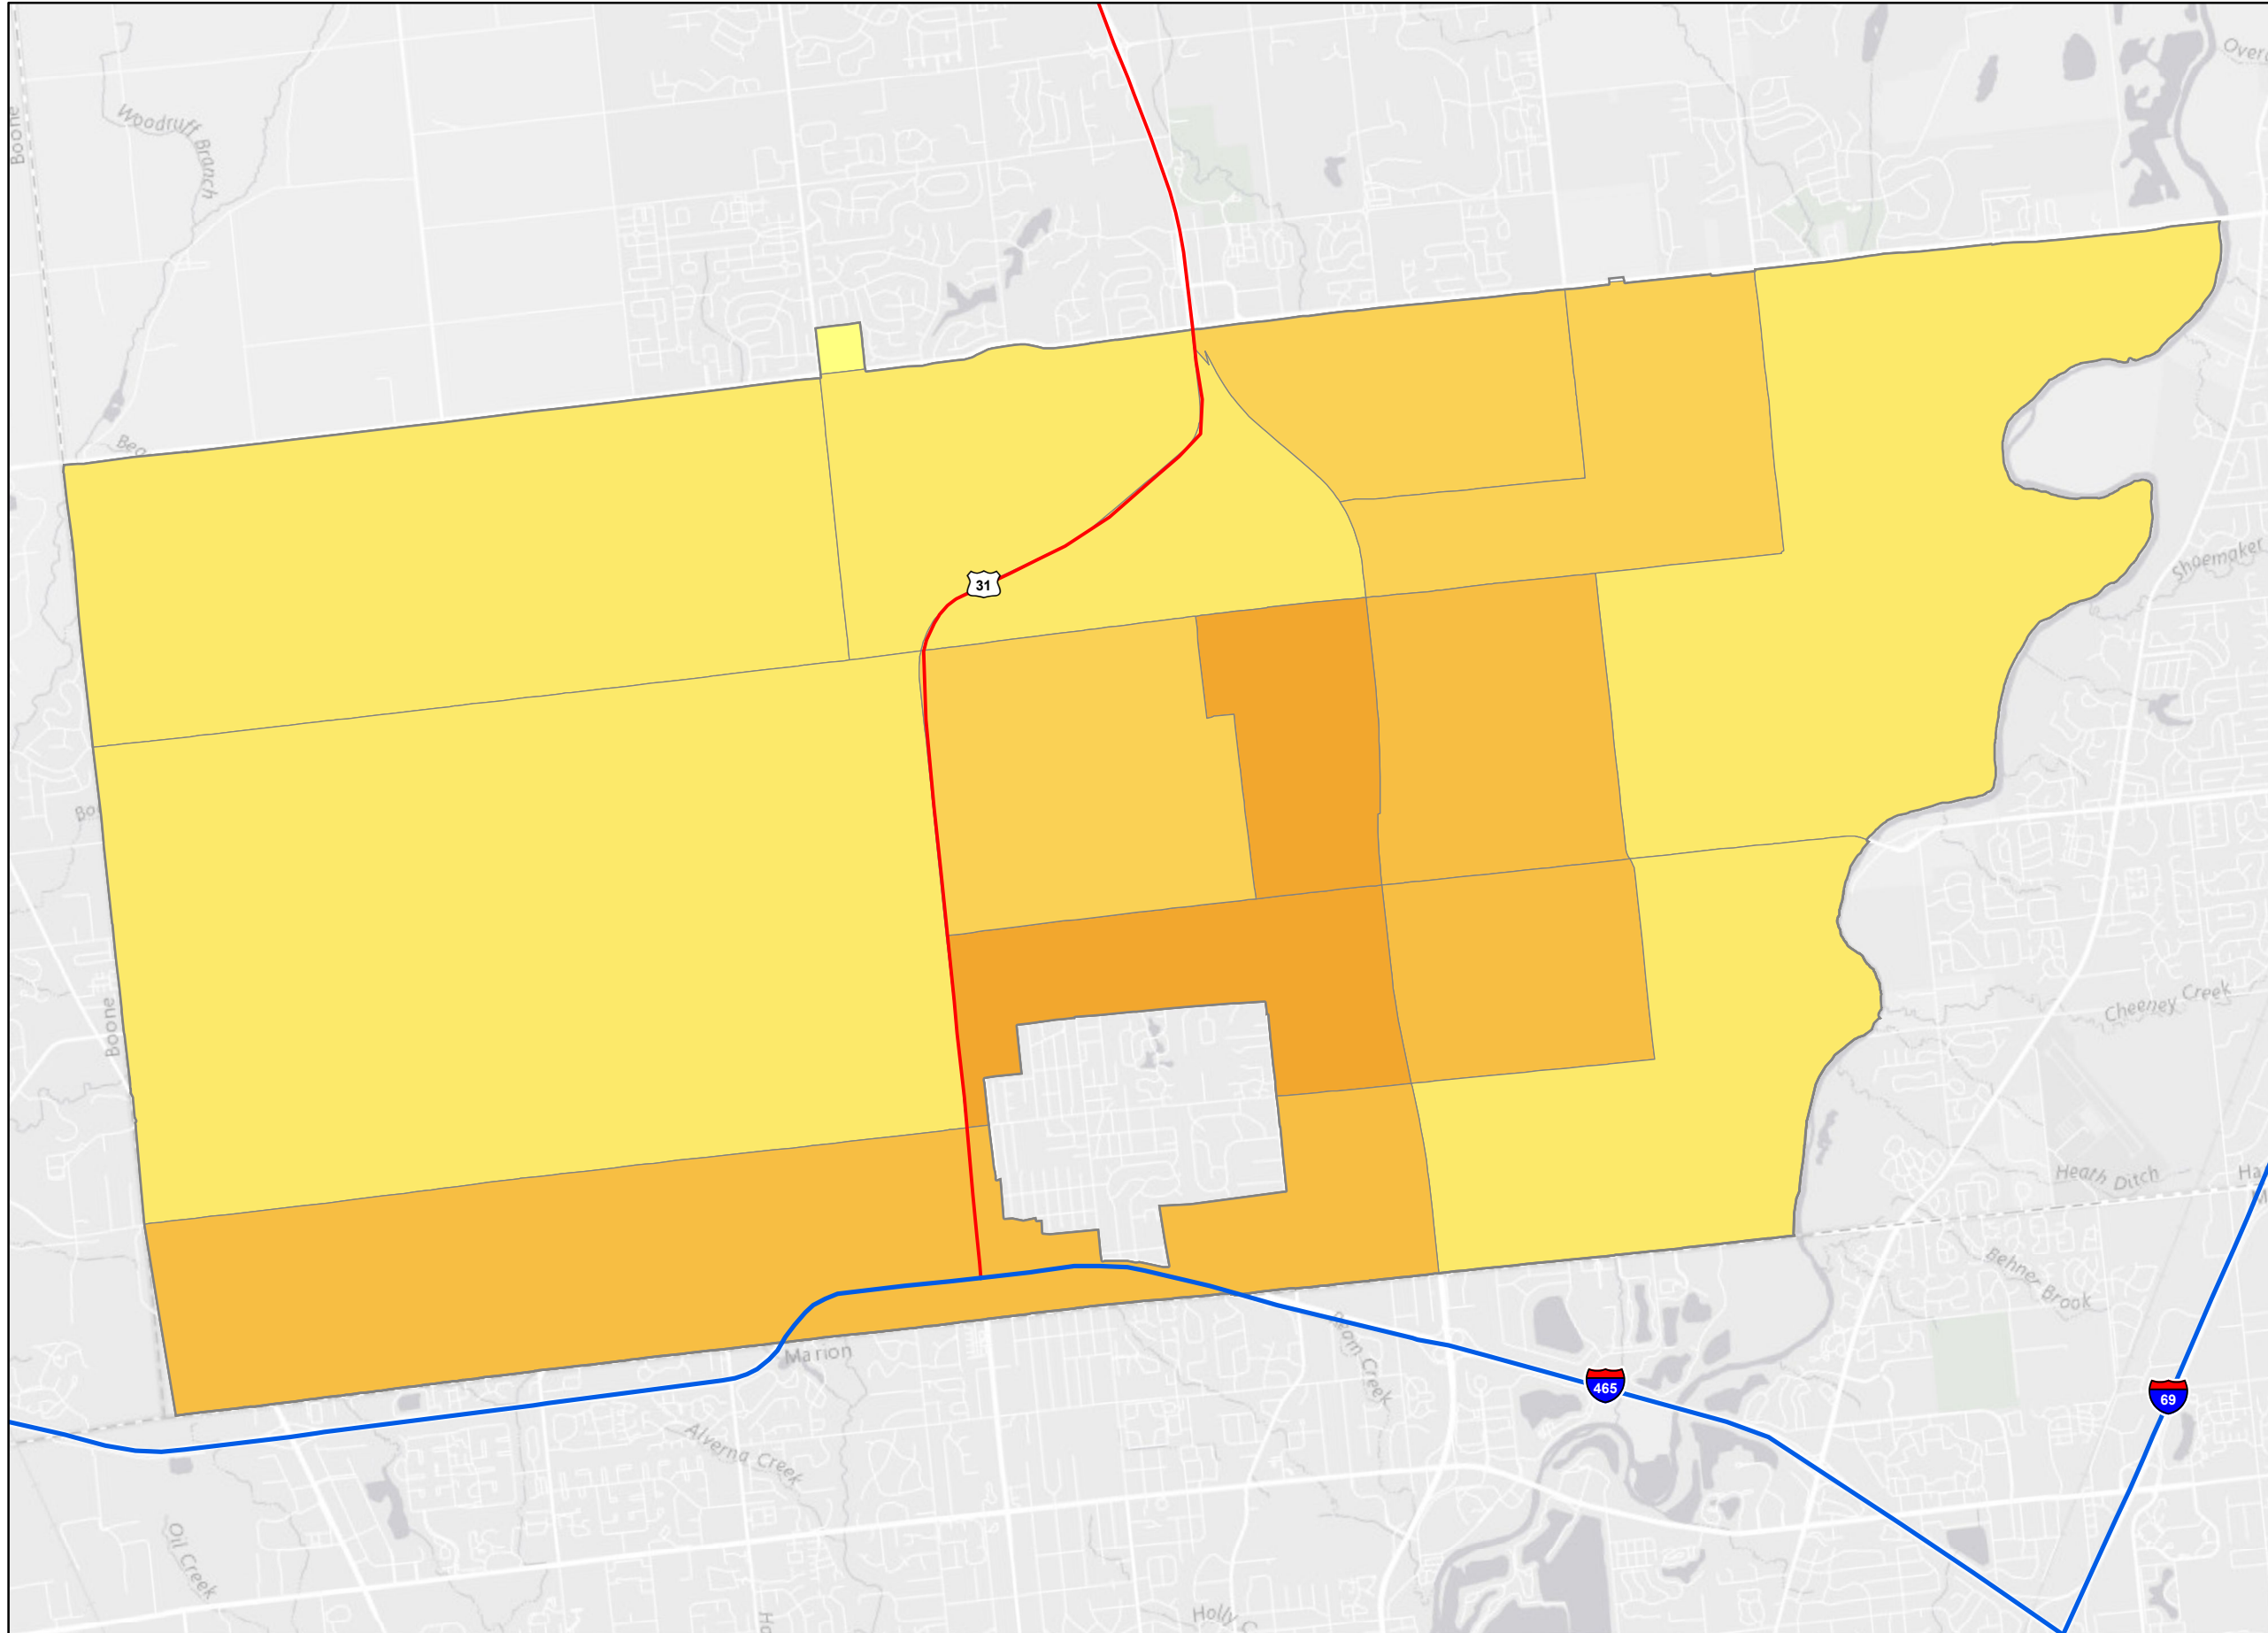 Woodruff Branch
Boone
31
Shoemaker
Boone
Cheeney Creek
Heath Ditch
Behner Brook
Marion
465
69
Alverna Creek
Oil Creek